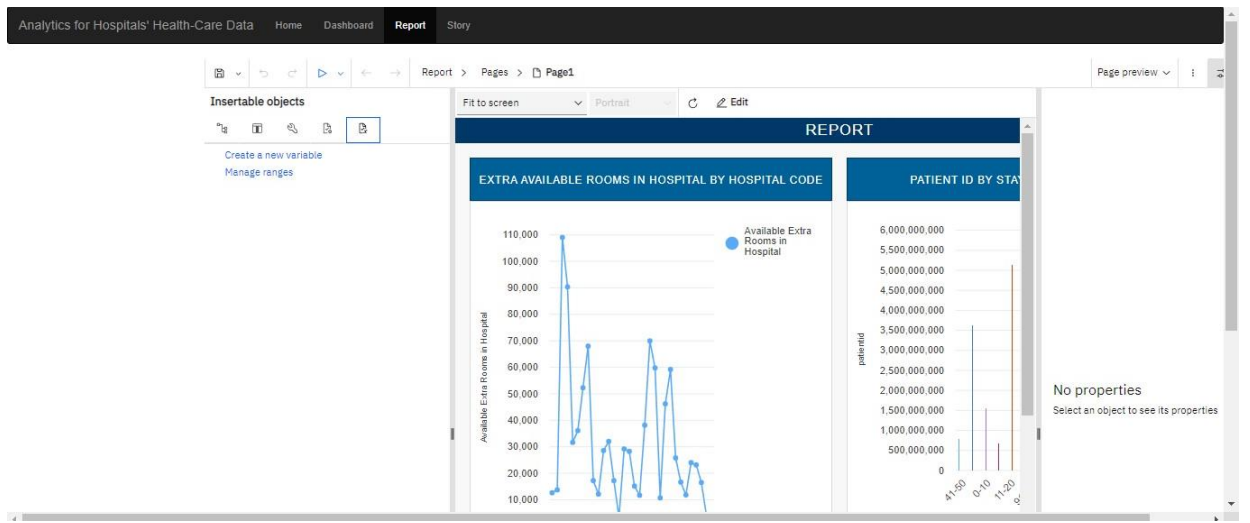 Analytics for Hospitals' Health-Care Data Home Dashboard Report Story
Report > Pages > Page1
Page preview
Insertable objects
Fit to screen
Portrait
Edit
Create a new variable
Manage ranges
REPORT
EXTRA AVAILABLE ROOMS IN HOSPITAL BY HOSPITAL CODE
Available Extra
Rooms in
Hospital
Available Extra Rooms in Hospital
110,000
100,000
90,000
80,000
70,000
60,000
50,000
40,000
30,000
20,000
10,000
PATIENT ID BY STA
patientid
6,000,000,000
5,500,000,000
5,000,000,000
4,500,000,000
4,000,000,000
3,500,000,000
3,000,000,000
2,500,000,000
2,000,000,000
1,500,000,000
1,000,000,000
500,000,000
0
41-50
0-10
11-20
No properties
Select an object to see its properties